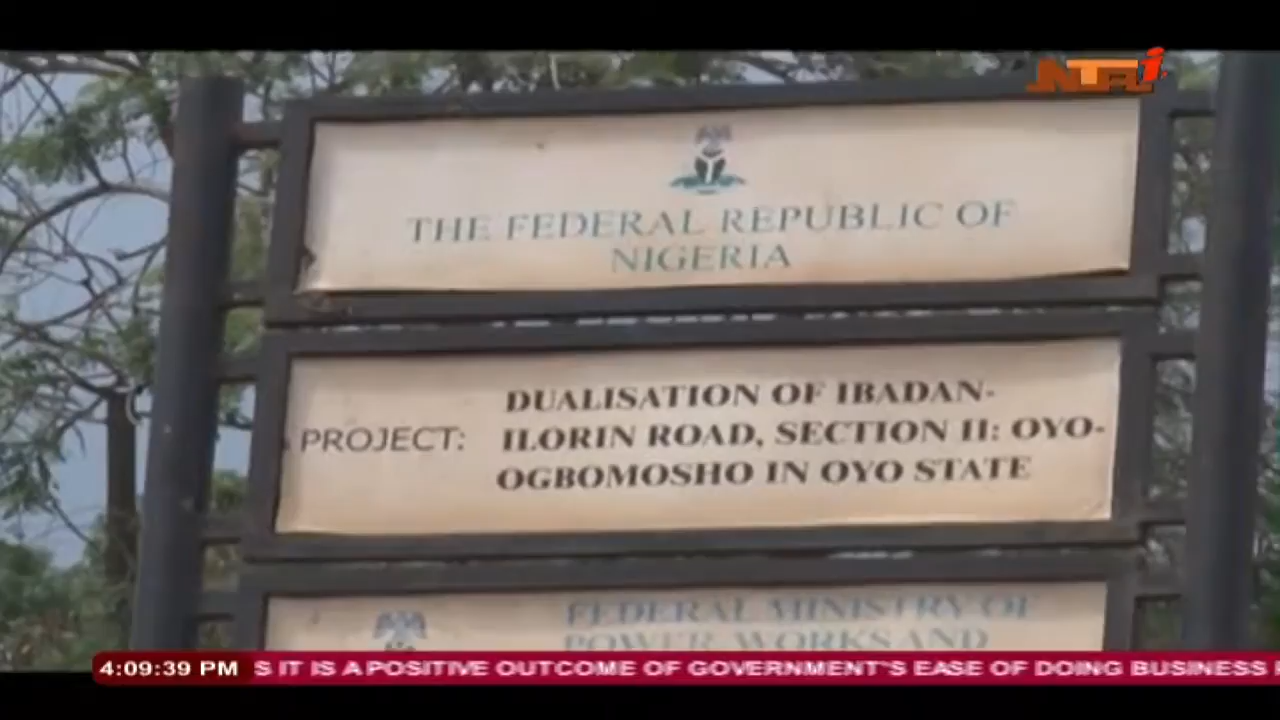 NTAi
THE FEDERAL REPUBLIC OF
NIGERIA
PROJECT:
DUALISATION OF IBADAN-
ILORIN ROAD, SECTION II: OYO-
OGBOMOSHO IN OYO STATE
FEDERAL MINISTRY OF
POWER, WORKS AND
4:09:39 PM
S IT IS A POSITIVE OUTCOME OF GOVERNMENT"S EASE OF DOING BUSINESS